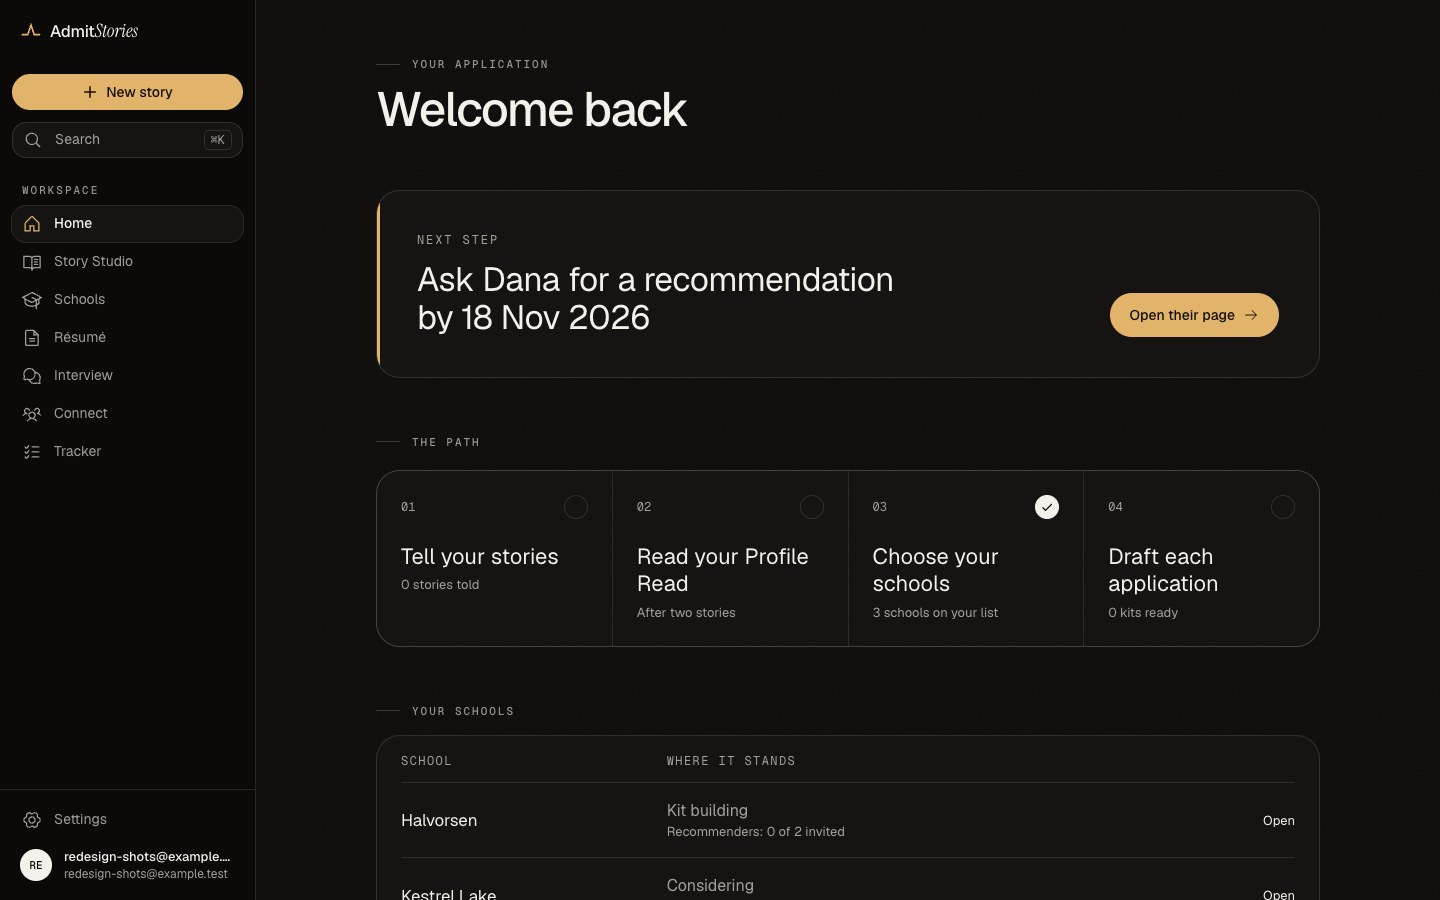 AdmitStories
New story
Search
⌘K
WORKSPACE
Home
Story Studio
Schools
Résumé
Interview
Connect
Tracker
Settings
RE
redesign-shots@example....
redesign-shots@example.test
YOUR APPLICATION
Welcome back
NEXT STEP
Ask Dana for a recommendation
by 18 Nov 2026
Open their page
THE PATH
01
Tell your stories
0 stories told
02
Read your Profile
Read
After two stories
03
Choose your
schools
3 schools on your list
04
Draft each
application
0 kits ready
YOUR SCHOOLS
SCHOOL
WHERE IT STANDS
Halvorsen
Kit building
Recommenders: 0 of 2 invited
Open
Kestrel Lake
Considering
Open